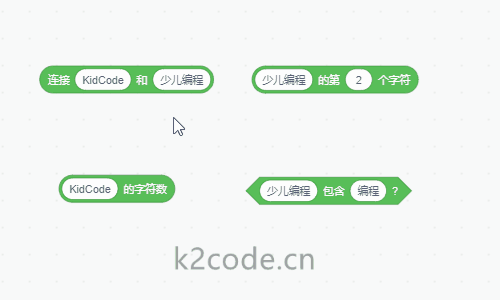 连接 KidCode 和 少儿编程
少儿编程 的第 2 个字符
KidCode 的字符数
少儿编程 包含 编程 ?
k2code.cn